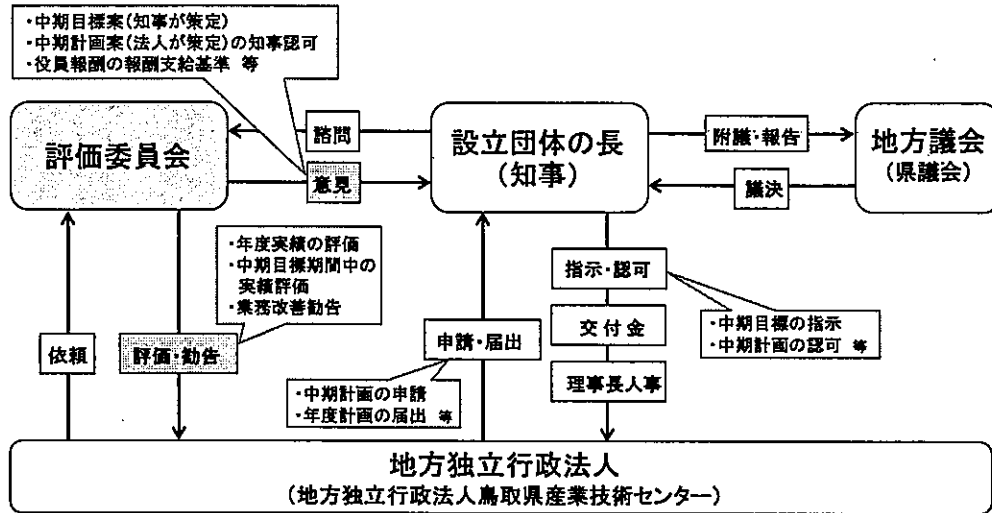 ・中期目標案(知事が策定)
・中期計画案(法人が策定)の知事認可
・役員報酬の報酬支給基準 等
評価委員会
諮問
意見
設立団体の長
(知事)
附議・報告
議決
地方議会
(県議会)
・年度実績の評価
・中期目標期間中の
実績評価
・業務改善勧告
指示・認可
・中期目標の指示
・中期計画の認可 等
依頼
評価・勧告
申請・届出
交付金
・中期計画の申請
・年度計画の届出 等
理事長人事
地方独立行政法人
(地方独立行政法人鳥取県産業技術センター)